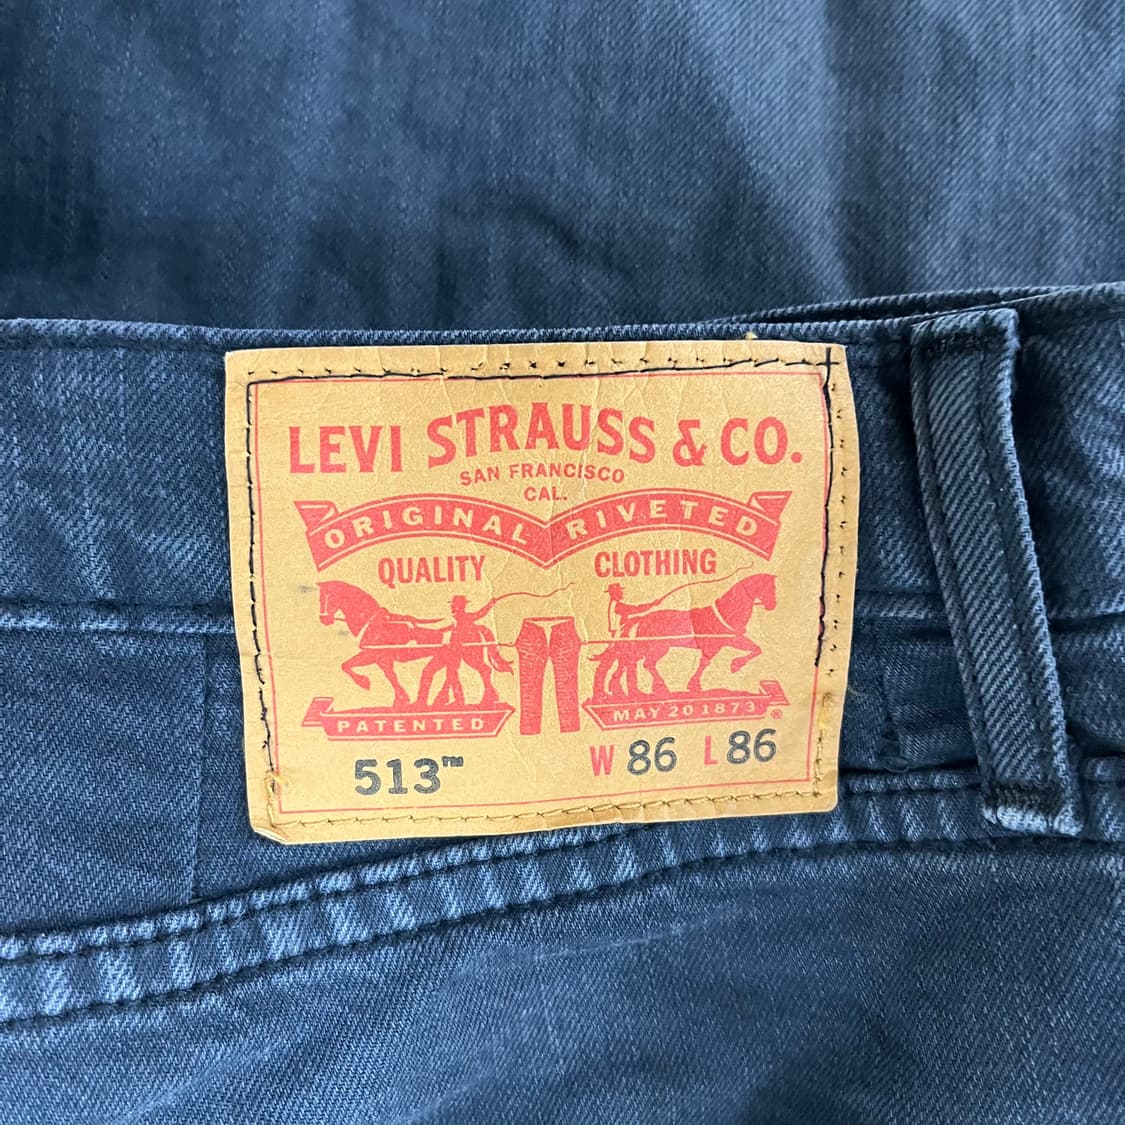 LEVI STRAUSS & CO.
SAN FRANCISCO
CAL.
ORIGINAL RIVETED
QUALITY CLOTHING
PATENTED MAY 20 1873 ®
513™ W 86 L 86